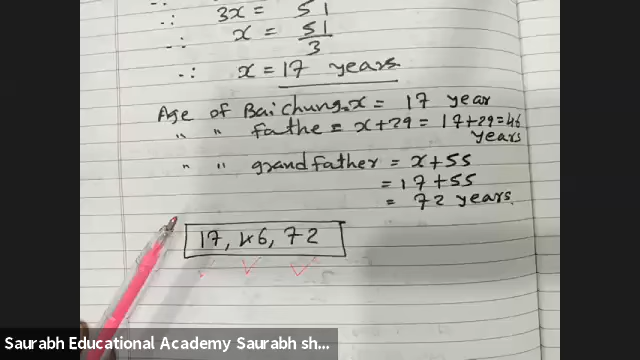 ∴ 3x = 51
∴ x = 51/3
∴ x = 17 years
Age of Baichung x = 17 year
" " fathe = x+29 = 17+29=46
years
" " grandfather = x+55
= 17+55
= 72 years.
17, 46, 72
Saurabh Educational Academy Saurabh sh...